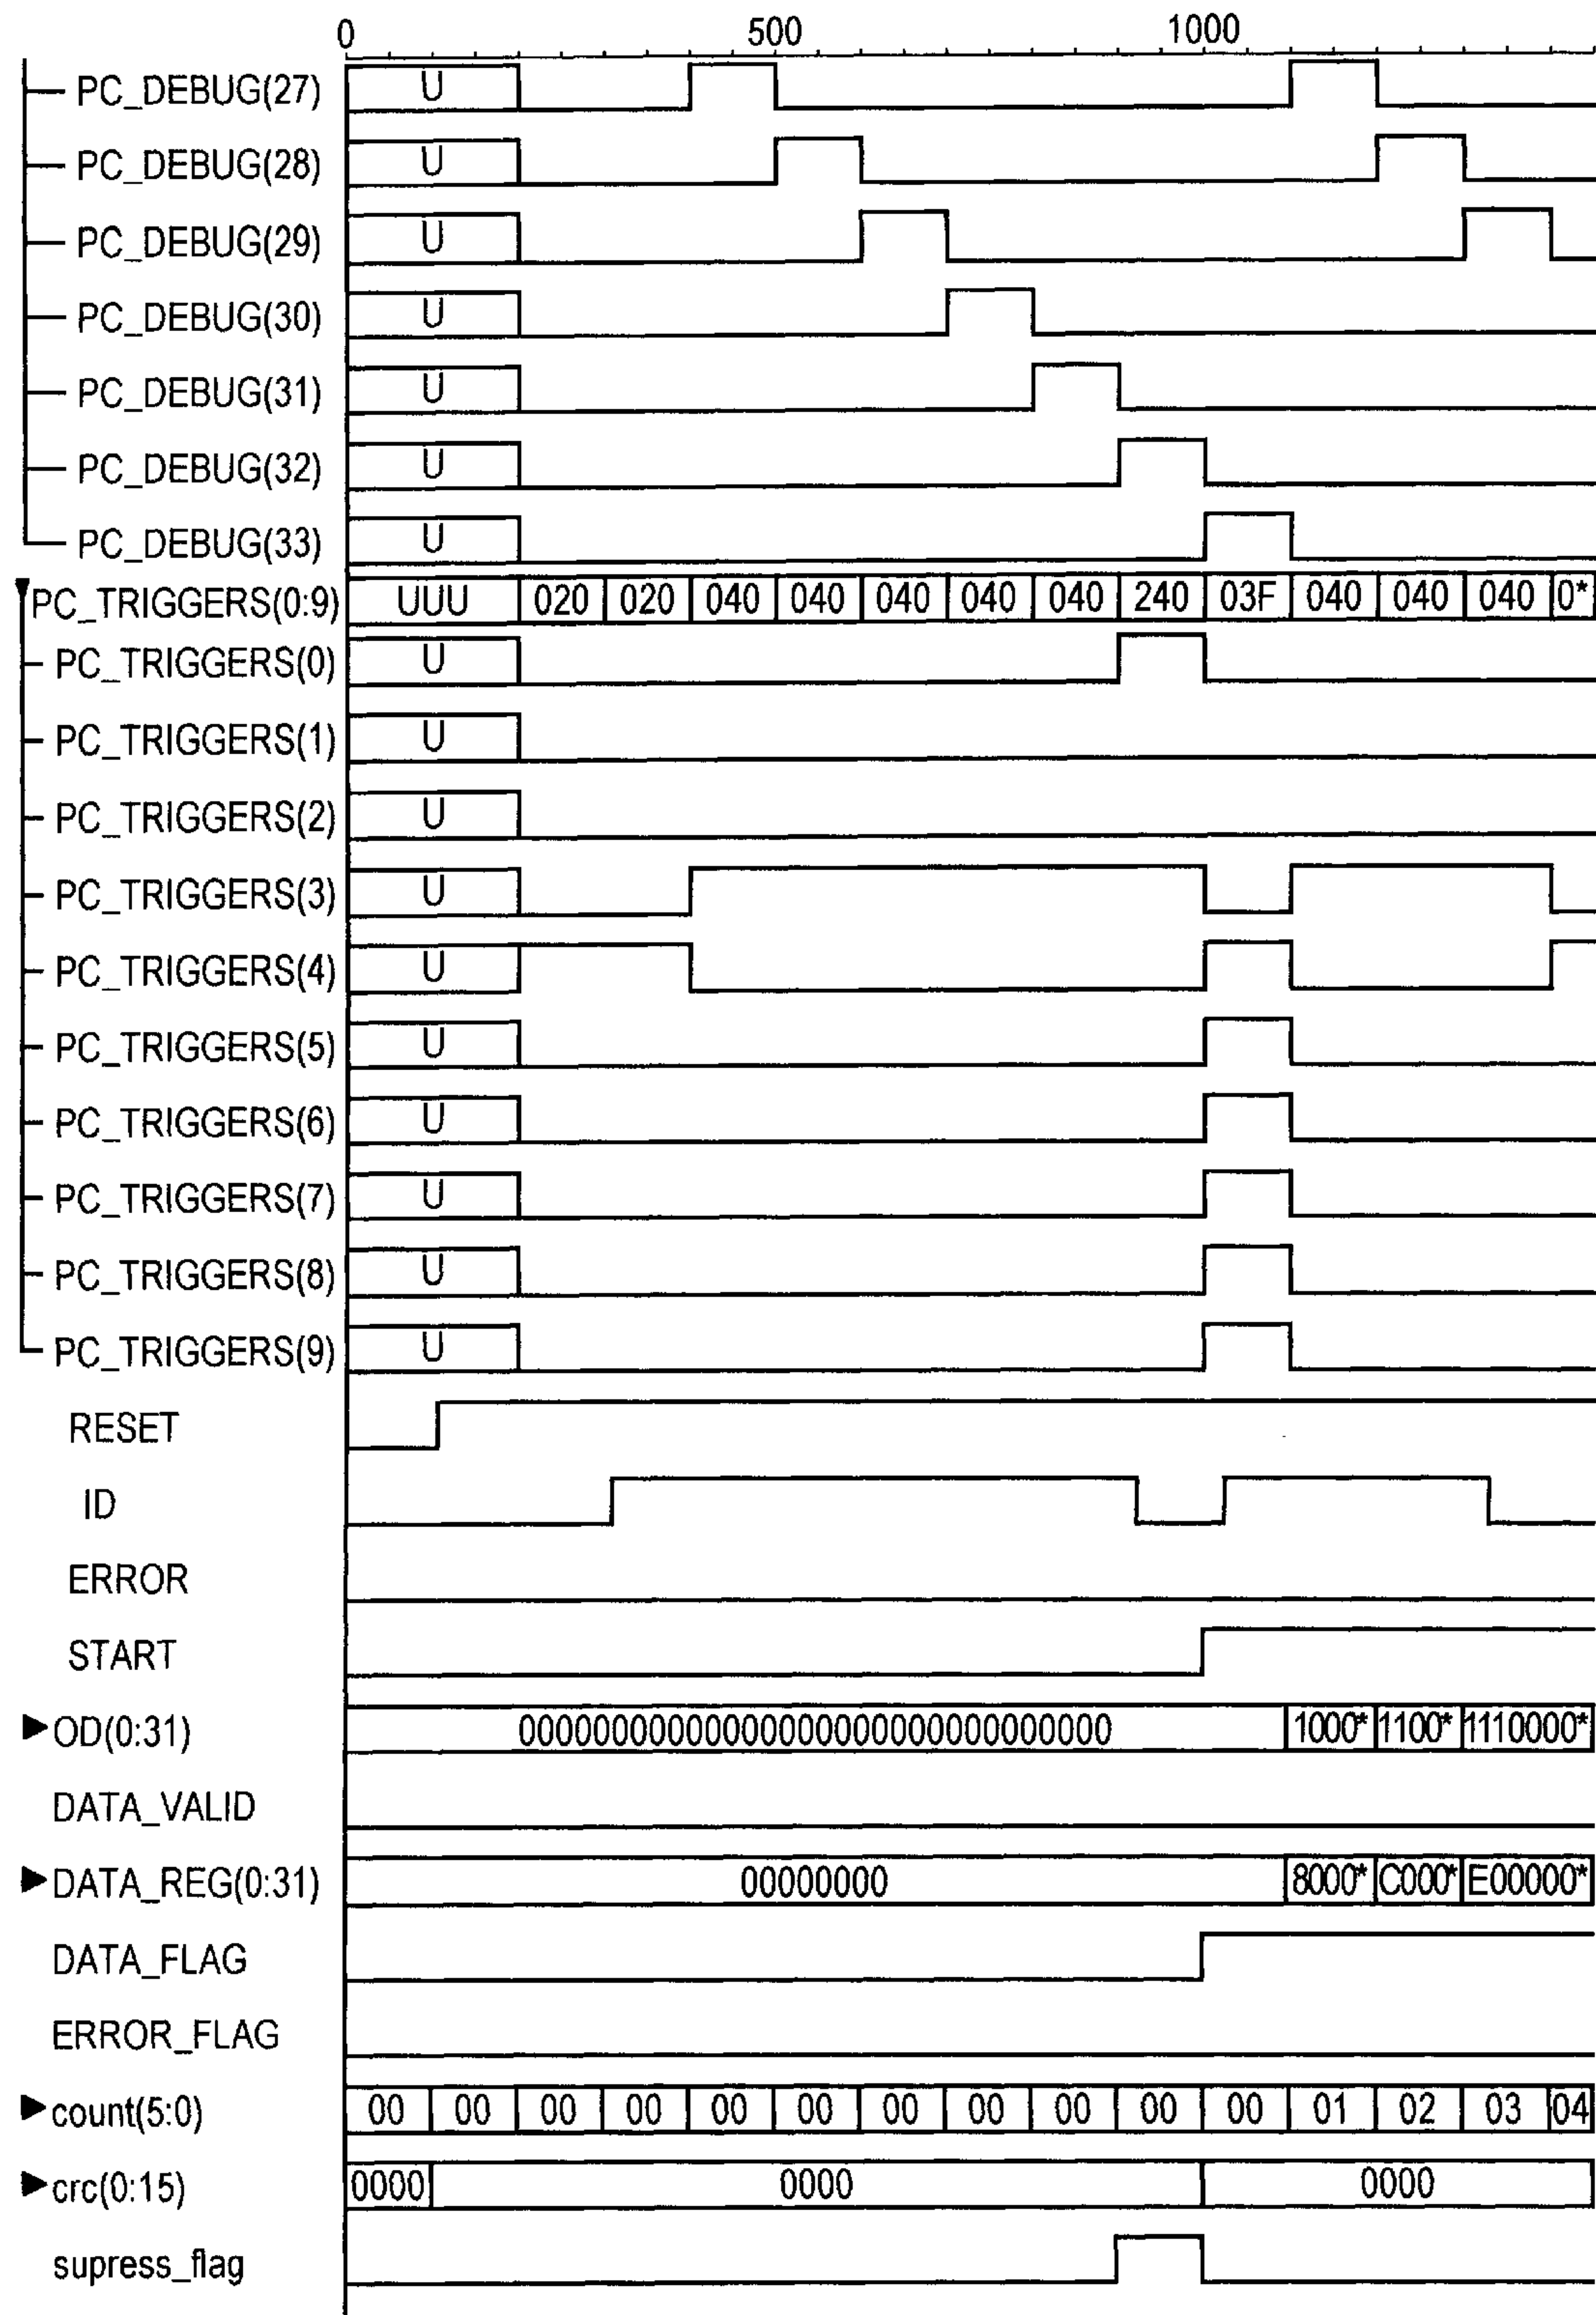 0 500 1000
PC_DEBUG(27) U
PC_DEBUG(28) U
PC_DEBUG(29) U
PC_DEBUG(30) U
PC_DEBUG(31) U
PC_DEBUG(32) U
PC_DEBUG(33) U
PC_TRIGGERS(0:9) UUU 020 020 040 040 040 040 040 240 03F 040 040 040 0*
PC_TRIGGERS(0) U
PC_TRIGGERS(1) U
PC_TRIGGERS(2) U
PC_TRIGGERS(3) U
PC_TRIGGERS(4) U
PC_TRIGGERS(5) U
PC_TRIGGERS(6) U
PC_TRIGGERS(7) U
PC_TRIGGERS(8) U
PC_TRIGGERS(9) U
RESET
ID
ERROR
START
OD(0:31) 00000000000000000000000000000000 1000* 1100* 1110000*
DATA_VALID
DATA_REG(0:31) 00000000 8000* C000* E00000*
DATA_FLAG
ERROR_FLAG
count(5:0) 00 00 00 00 00 00 00 00 00 00 00 01 02 03 04
crc(0:15) 0000 0000 0000
supress_flag